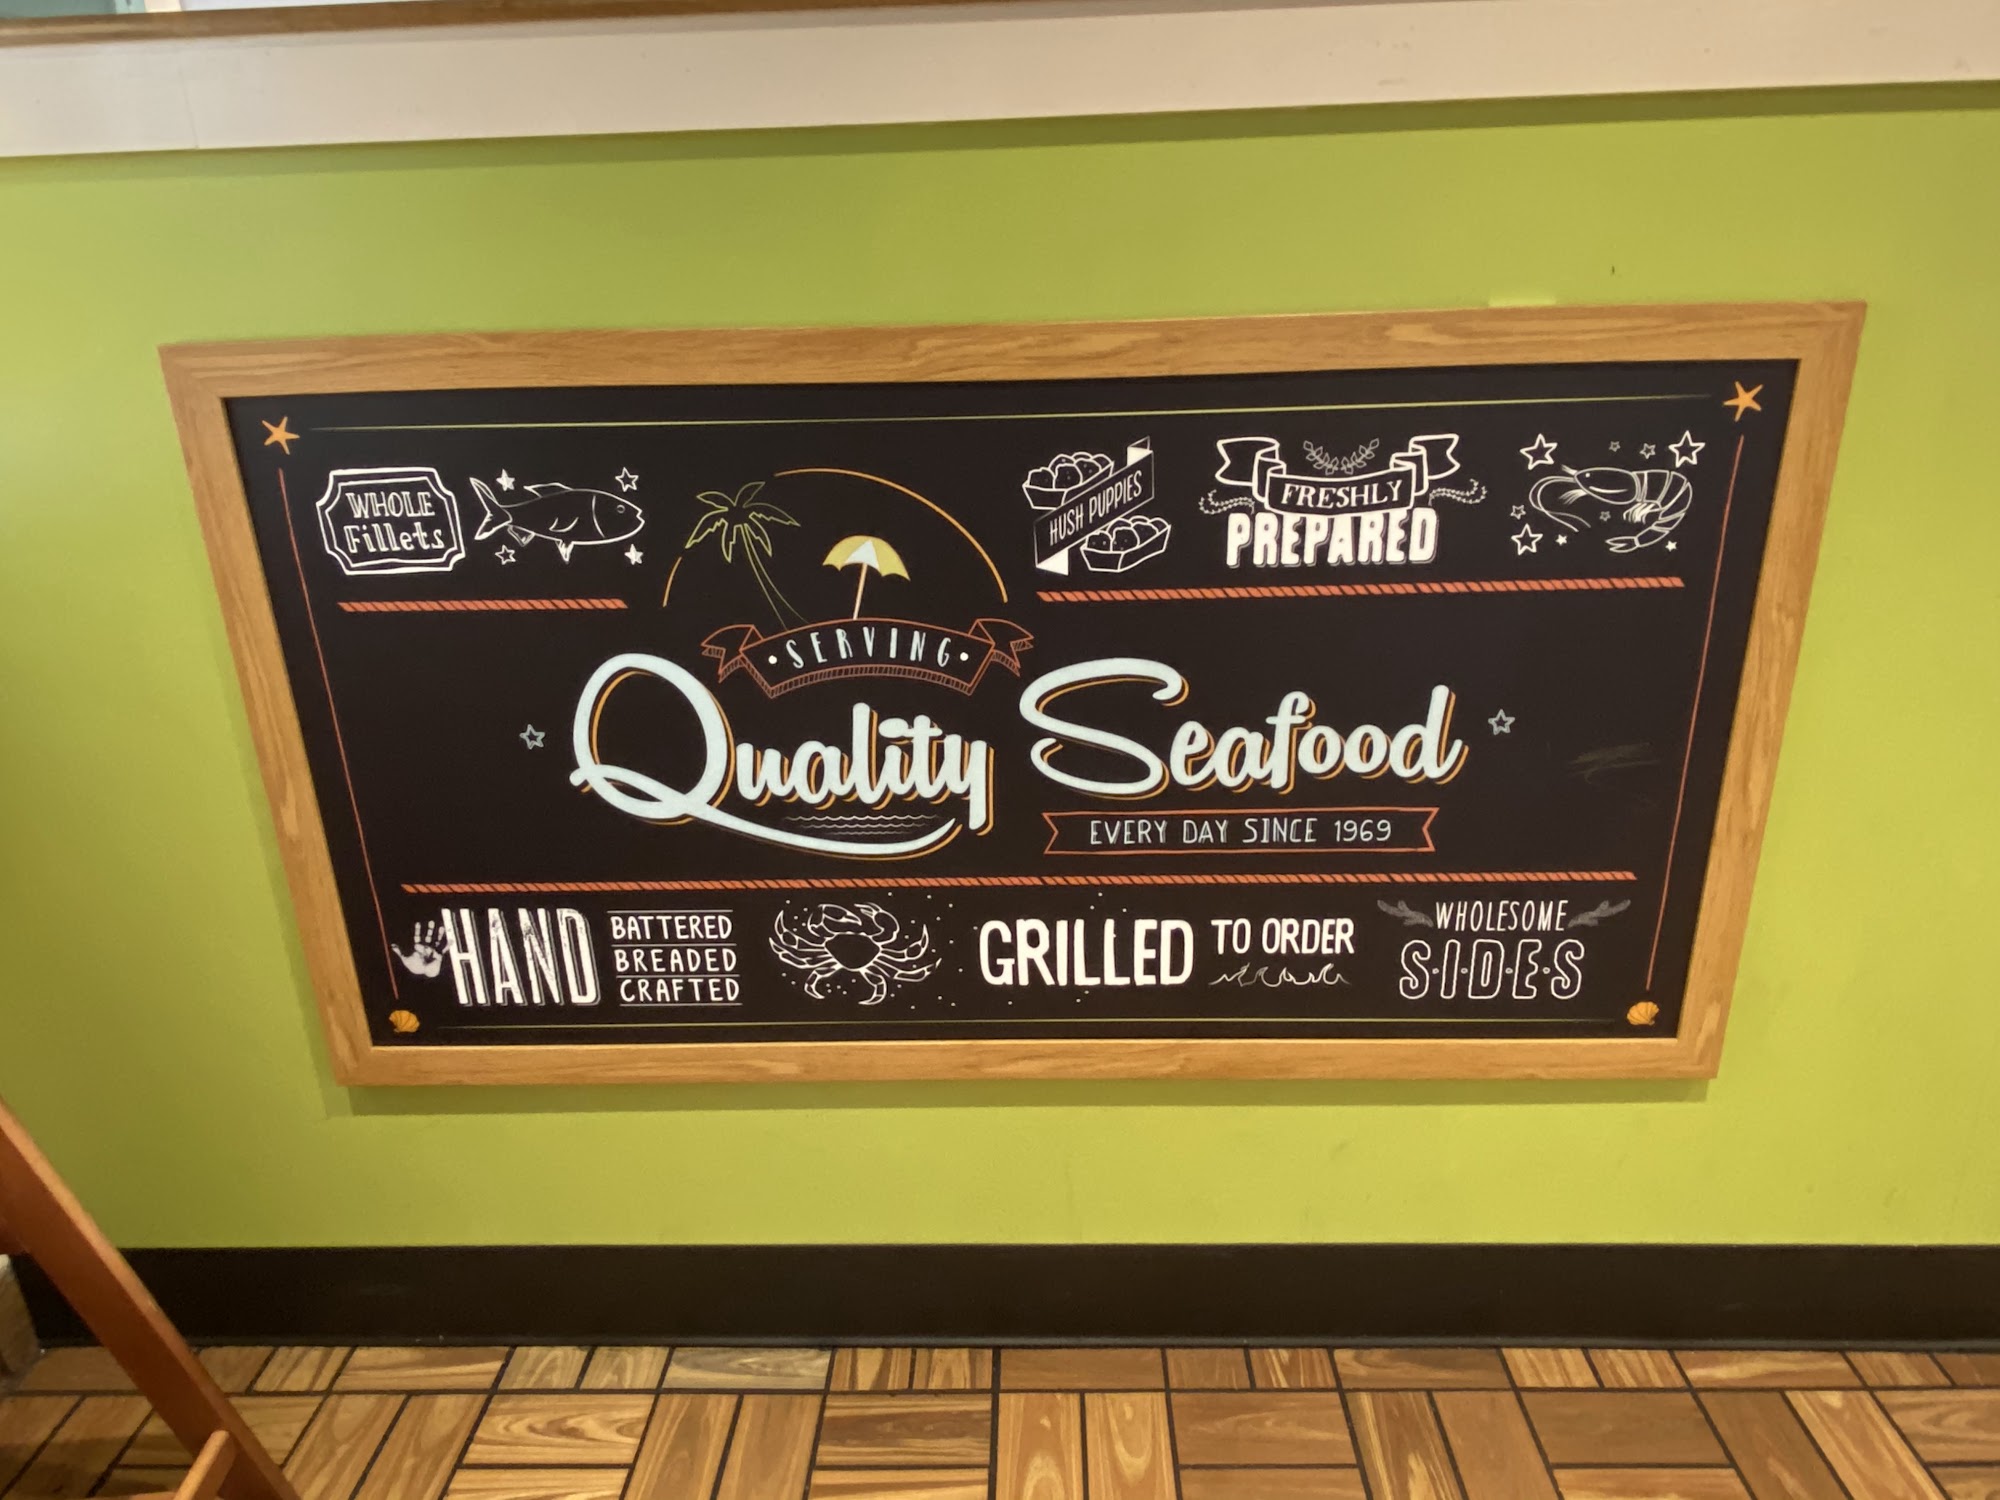 WHOLE
Fillets
HUSH PUPPIES
FRESHLY
PREPARED
SERVING
Quality Seafood
EVERY DAY SINCE 1969
HAND
BATTERED
BREADED
CRAFTED
GRILLED TO ORDER
WHOLESOME
S·I·D·E·S